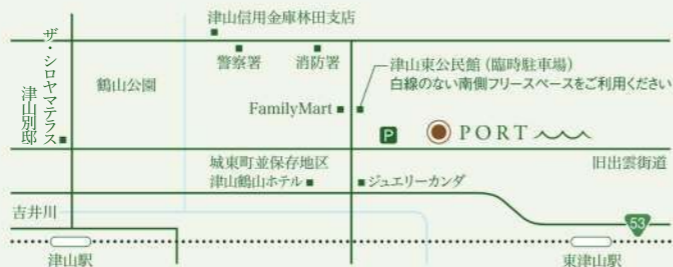 津山信用金庫林田支店
警察署
消防署
津山東公民館（臨時駐車場）
白線のない南側フリースペースをご利用ください
ザ・シロヤマテラス
津山別邸
鶴山公園
FamilyMart
P
PORT
城東町並保存地区
旧出雲街道
津山鶴山ホテル
ジュエリーカンダ
吉井川
53
津山駅
東津山駅